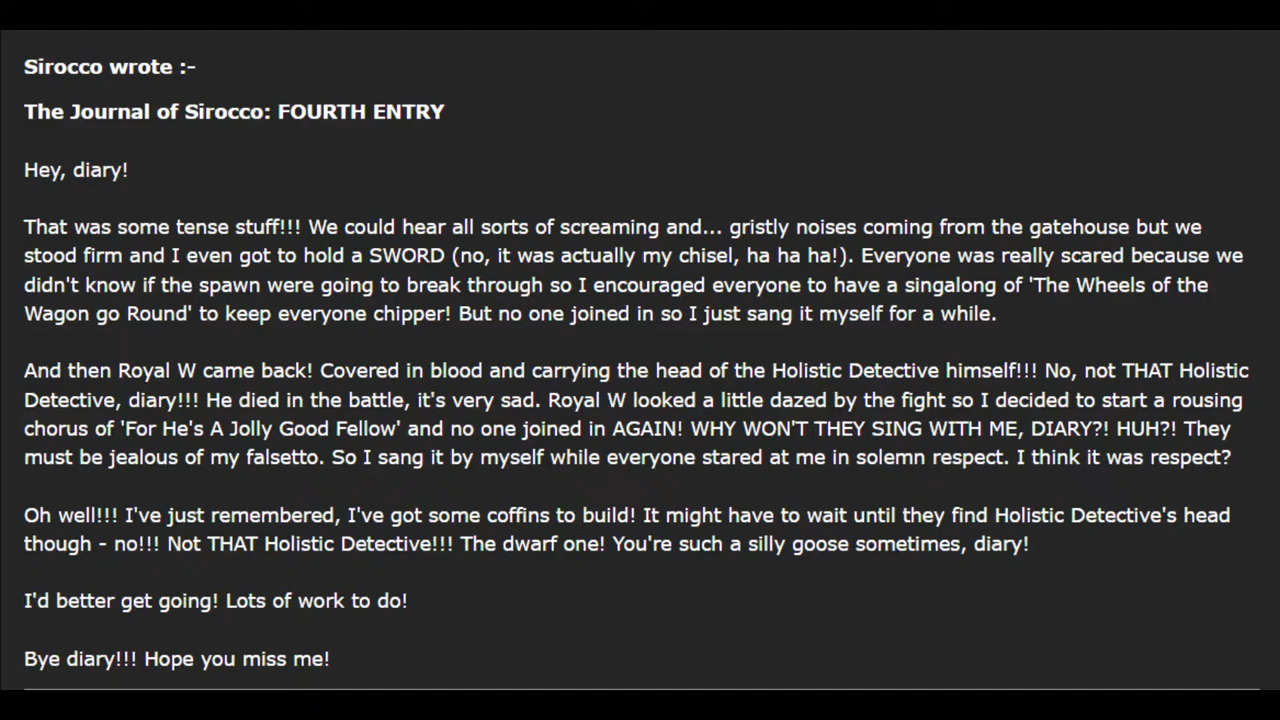 Sirocco wrote :-
The Journal of Sirocco: FOURTH ENTRY
Hey, diary!
That was some tense stuff!!! We could hear all sorts of screaming and... gristly noises coming from the gatehouse but we
stood firm and I even got to hold a SWORD (no, it was actually my chisel, ha ha ha!). Everyone was really scared because we
didn't know if the spawn were going to break through so I encouraged everyone to have a singalong of 'The Wheels of the
Wagon go Round' to keep everyone chipper! But no one joined in so I just sang it myself for a while.
And then Royal W came back! Covered in blood and carrying the head of the Holistic Detective himself!!! No, not THAT Holistic
Detective, diary!!! He died in the battle, it's very sad. Royal W looked a little dazed by the fight so I decided to start a rousing
chorus of 'For He's A Jolly Good Fellow' and no one joined in AGAIN! WHY WON'T THEY SING WITH ME, DIARY?! HUH?! They
must be jealous of my falsetto. So I sang it by myself while everyone stared at me in solemn respect. I think it was respect?
Oh well!!! I've just remembered, I've got some coffins to build! It might have to wait until they find Holistic Detective's head
though - no!!! Not THAT Holistic Detective!!! The dwarf one! You're such a silly goose sometimes, diary!
I'd better get going! Lots of work to do!
Bye diary!!! Hope you miss me!